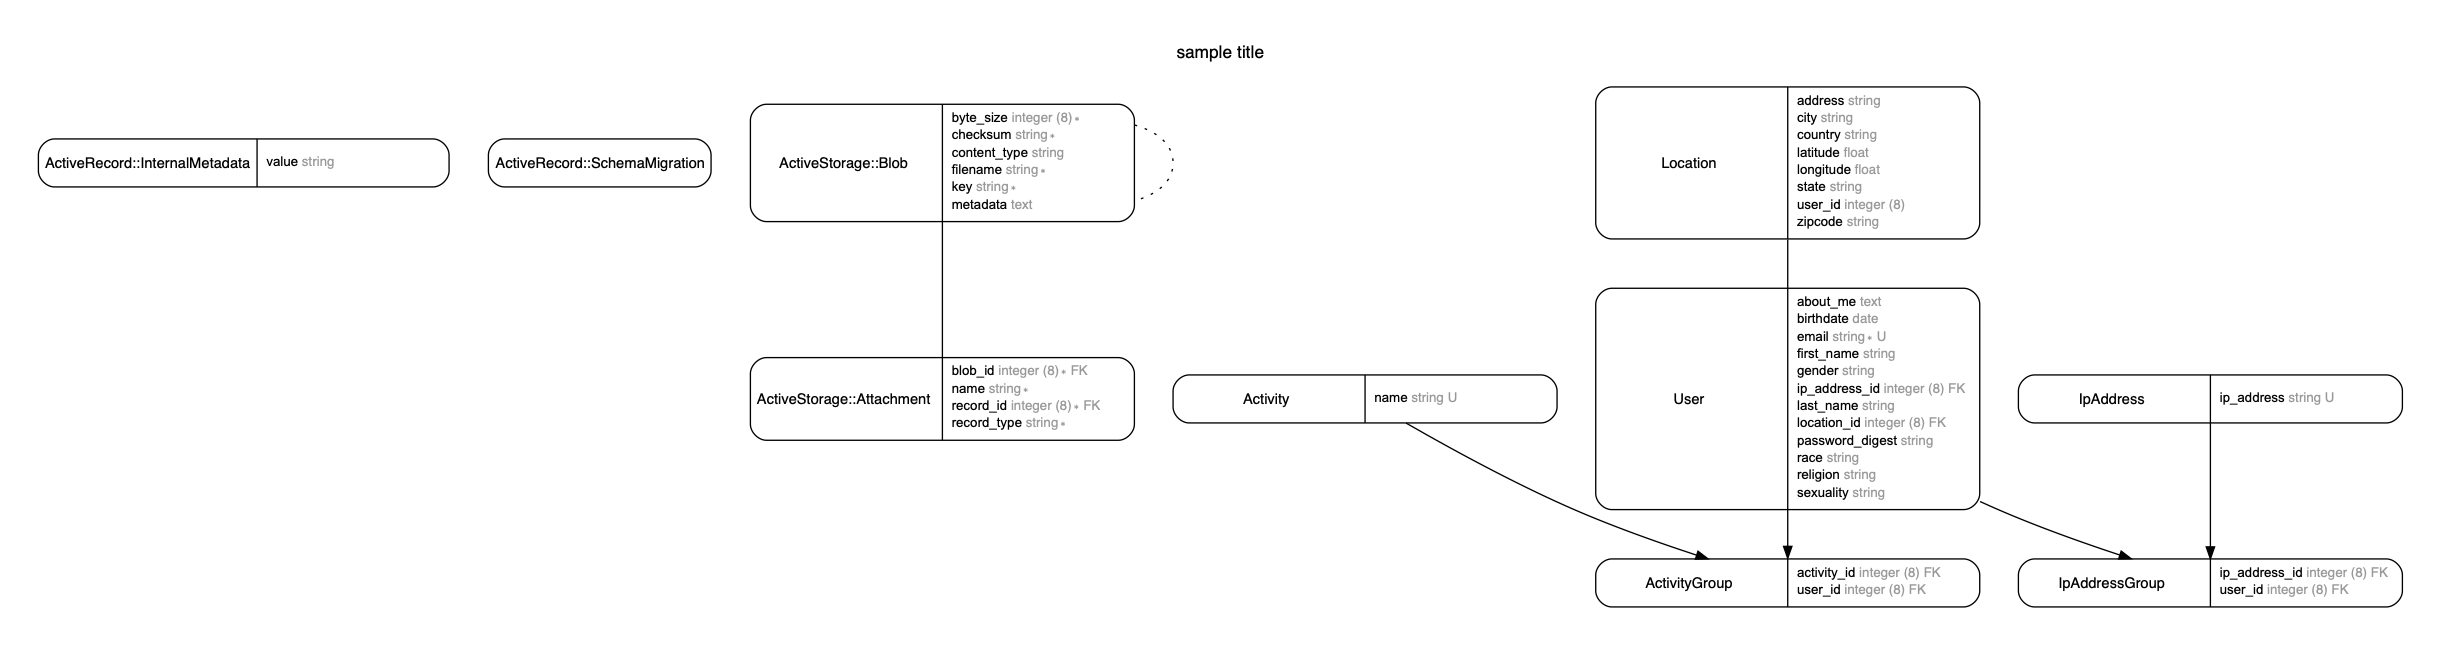 sample title
ActiveRecord::InternalMetadata
value string
ActiveRecord::SchemaMigration
ActiveStorage::Blob
byte_size integer (8) *
checksum string *
content_type string
filename string *
key string *
metadata text
Location
address string
city string
country string
latitude float
longitude float
state string
user_id integer (8)
zipcode string
ActiveStorage::Attachment
blob_id integer (8) * FK
name string *
record_id integer (8) * FK
record_type string *
Activity
name string U
User
about_me text
birthdate date
email string * U
first_name string
gender string
ip_address_id integer (8) FK
last_name string
location_id integer (8) FK
password_digest string
race string
religion string
sexuality string
IpAddress
ip_address string U
ActivityGroup
activity_id integer (8) FK
user_id integer (8) FK
IpAddressGroup
ip_address_id integer (8) FK
user_id integer (8) FK